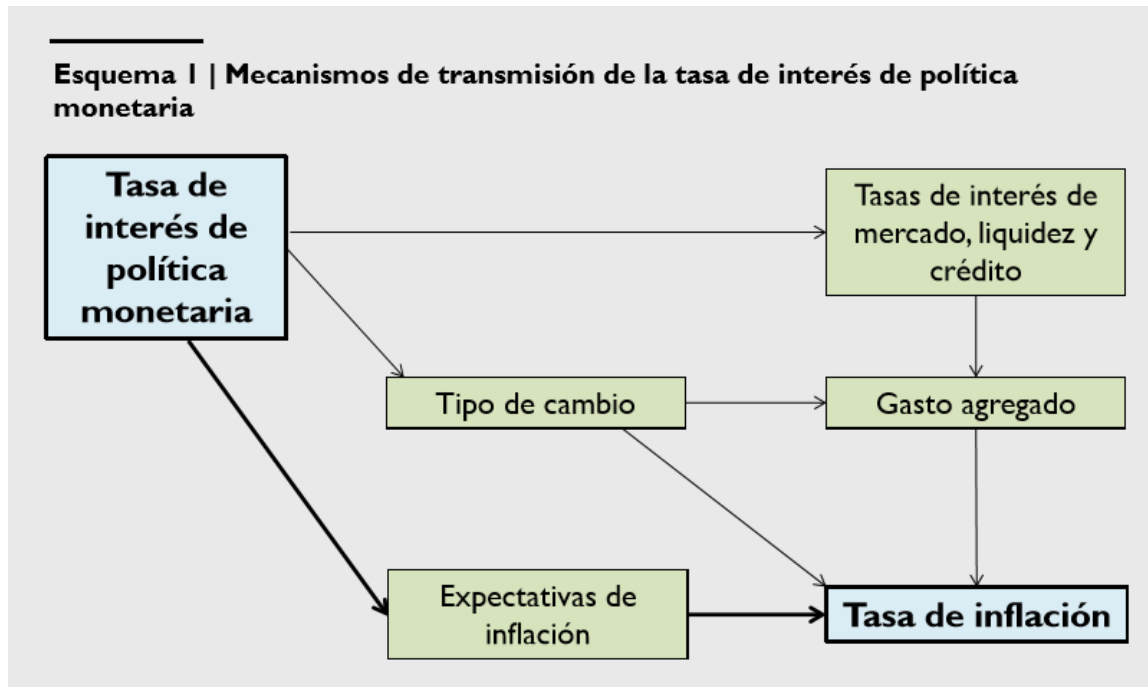 Esquema 1 | Mecanismos de transmisión de la tasa de interés de política
monetaria
Tasa de
interés de
política
monetaria
Tasas de interés de
mercado, liquidez y
crédito
Tipo de cambio
Gasto agregado
Expectativas de
inflación
Tasa de inflación